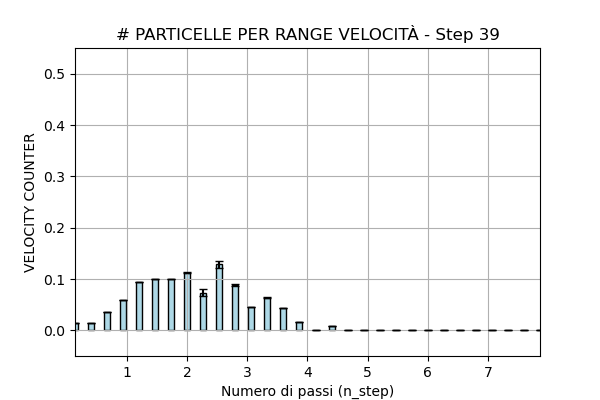 # PARTICELLE PER RANGE VELOCITÀ - Step 39
VELOCITY COUNTER
0.5
0.4
0.3
0.2
0.1
0.0
1 2 3 4 5 6 7
Numero di passi (n_step)